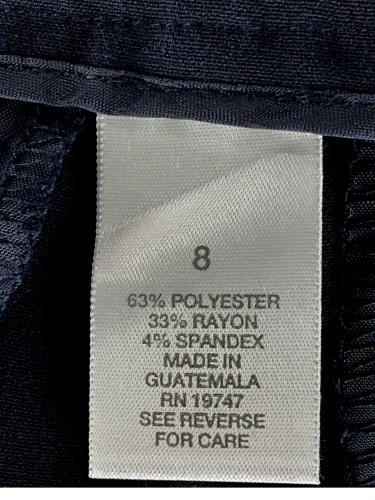 8
63% POLYESTER
33% RAYON
4% SPANDEX
MADE IN
GUATEMALA
RN 19747
SEE REVERSE
FOR CARE